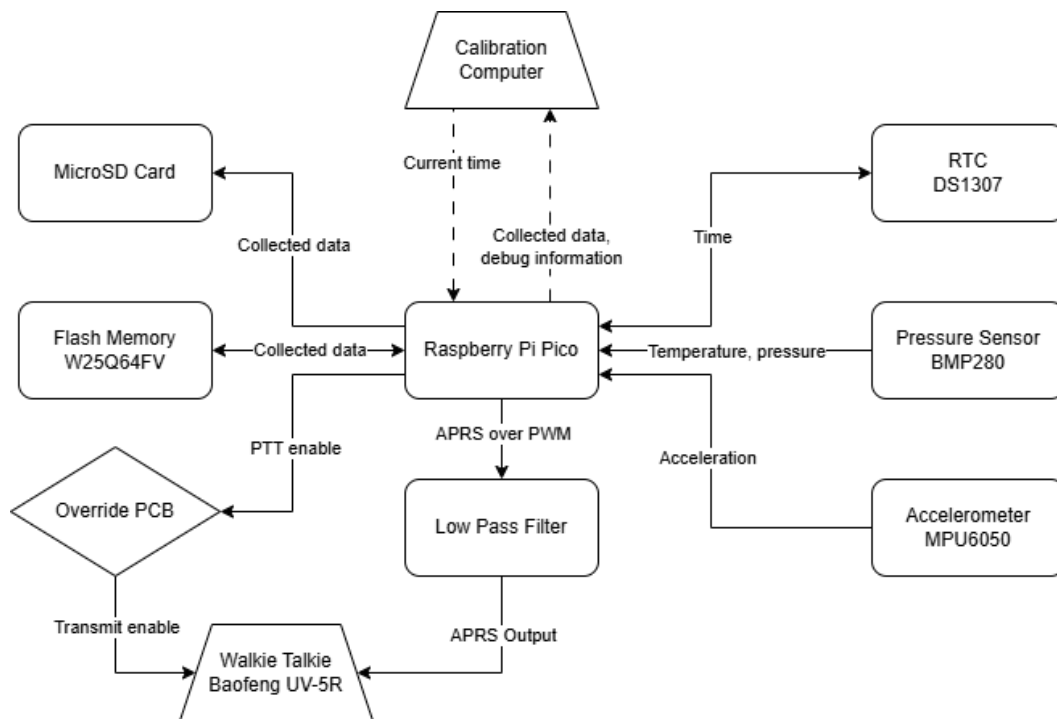 Calibration
Computer
MicroSD Card
Current time
RTC
DS1307
Collected data
Collected data,
debug information
Time
Flash Memory
W25Q64FV
Collected data
Raspberry Pi Pico
Temperature, pressure
Pressure Sensor
BMP280
PTT enable
APRS over PWM
Acceleration
Override PCB
Low Pass Filter
Accelerometer
MPU6050
Transmit enable
APRS Output
Walkie Talkie
Baofeng UV-5R